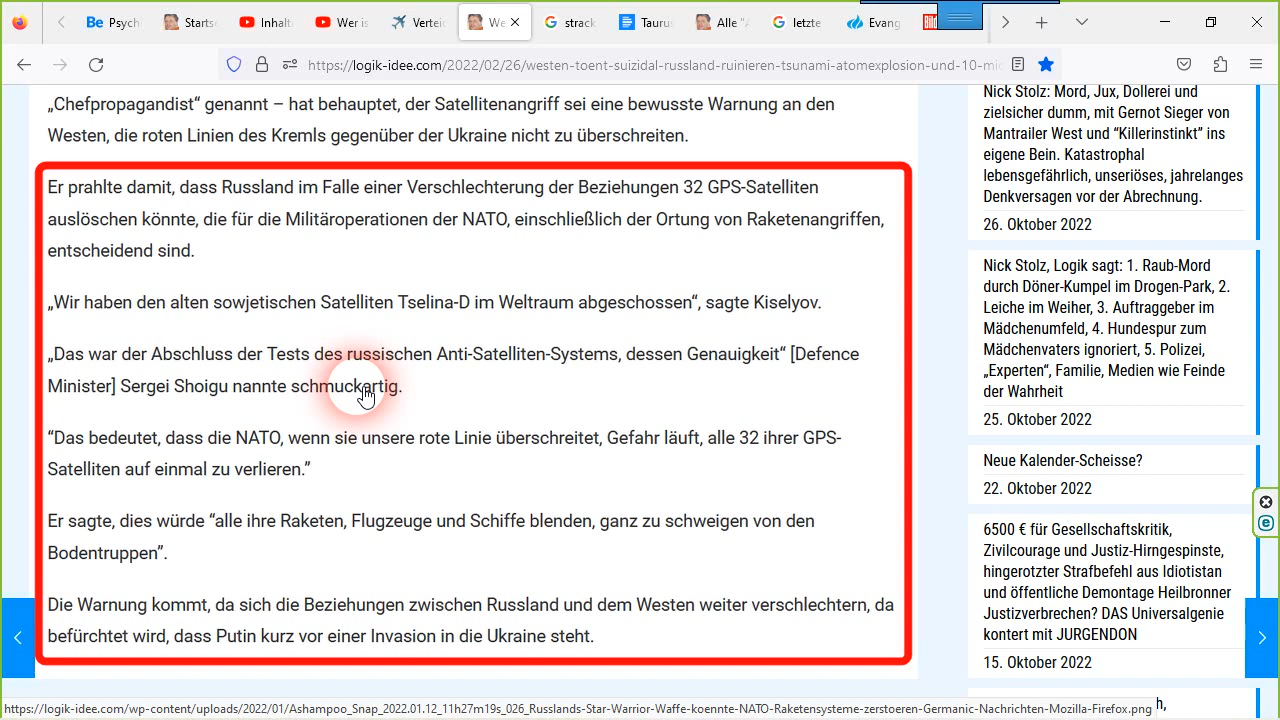 Be Psych
Starts
Inhalt
Wer is
Vertei
We
strack
Taurus
Alle "A
letzte
Evang
Bild
https://logik-idee.com/2022/02/26/westen-toent-suizidal-russland-ruinieren-tsunami-atomexplosion-und-10-mi
„Chefpropagandist“ genannt – hat behauptet, der Satellitenangriff sei eine bewusste Warnung an den
Westen, die roten Linien des Kremls gegenüber der Ukraine nicht zu überschreiten.
Er prahlte damit, dass Russland im Falle einer Verschlechterung der Beziehungen 32 GPS-Satelliten
auslöschen könnte, die für die Militäroperationen der NATO, einschließlich der Ortung von Raketenangriffen,
entscheidend sind.
„Wir haben den alten sowjetischen Satelliten Tselina-D im Weltraum abgeschossen“, sagte Kiselyov.
„Das war der Abschluss der Tests des russischen Anti-Satelliten-Systems, dessen Genauigkeit“ [Defence
Minister] Sergei Shoigu nannte schmuckartig.
“Das bedeutet, dass die NATO, wenn sie unsere rote Linie überschreitet, Gefahr läuft, alle 32 ihrer GPS-
Satelliten auf einmal zu verlieren.”
Er sagte, dies würde “alle ihre Raketen, Flugzeuge und Schiffe blenden, ganz zu schweigen von den
Bodentruppen”.
Die Warnung kommt, da sich die Beziehungen zwischen Russland und dem Westen weiter verschlechtern, da
befürchtet wird, dass Putin kurz vor einer Invasion in die Ukraine steht.
Nick Stolz: Mord, Jux, Dollerei und
zielsicher dumm, mit Gernot Sieger von
Mantrailer West und “Killerinstinkt” ins
eigene Bein. Katastrophal
lebensgefährlich, unseriöses, jahrelanges
Denkversagen vor der Abrechnung.
26. Oktober 2022
Nick Stolz, Logik sagt: 1. Raub-Mord
durch Döner-Kumpel im Drogen-Park, 2.
Leiche im Weiher, 3. Auftraggeber im
Mädchenumfeld, 4. Hundespur zum
Mädchenvaters ignoriert, 5. Polizei,
„Experten“, Familie, Medien wie Feinde
der Wahrheit
25. Oktober 2022
Neue Kalender-Scheisse?
22. Oktober 2022
6500 € für Gesellschaftskritik,
Zivilcourage und Justiz-Hirngespinste,
hingerotzter Strafbefehl aus Idiotistan
und öffentliche Demontage Heilbronner
Justizverbrechen? DAS Universalgenie
kontert mit JURGENDON
15. Oktober 2022
https://logik-idee.com/wp-content/uploads/2022/01/Ashampoo_Snap_2022.01.12_11h27m19s_026_Russlands-Star-Warrior-Waffe-koennte-NATO-Raketensysteme-zerstoeren-Germanic-Nachrichten-Mozilla-Firefox.png